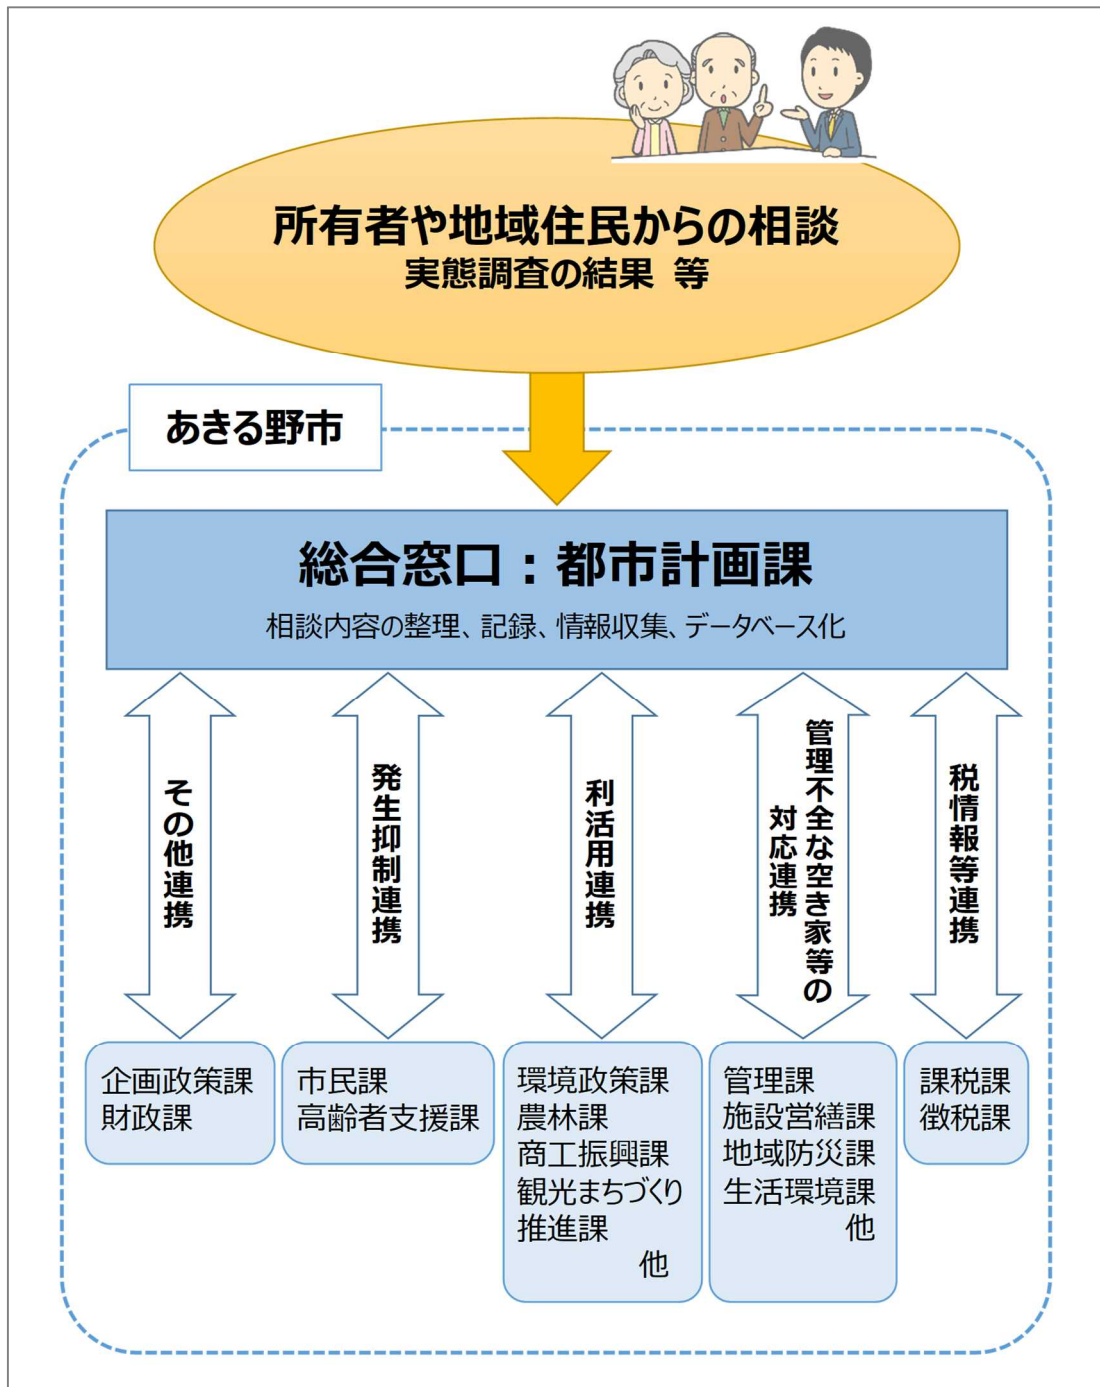 所有者や地域住民からの相談
実態調査の結果 等
あきる野市
総合窓口：都市計画課
相談内容の整理、記録、情報収集、データベース化
その他連携
発生抑制連携
利活用連携
管理不全な空き家等の
対応連携
税情報等連携
企画政策課
財政課
市民課
高齢者支援課
環境政策課
農林課
商工振興課
観光まちづくり
推進課
他
管理課
施設営繕課
地域防災課
生活環境課
他
課税課
徴税課